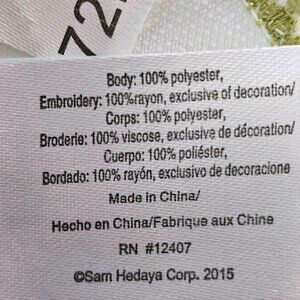 72
Body: 100% polyester,
Embroidery: 100%rayon, exclusive of decoration/
Corps: 100% polyester,
Broderie: 100% viscose, exclusive de décoration/
Cuerpo: 100% poliéster,
Bordado: 100% rayón, exclusivo de decoracione
Made in China/
Hecho en China/Fabrique aux Chine
RN #12407
©Sam Hedaya Corp. 2015